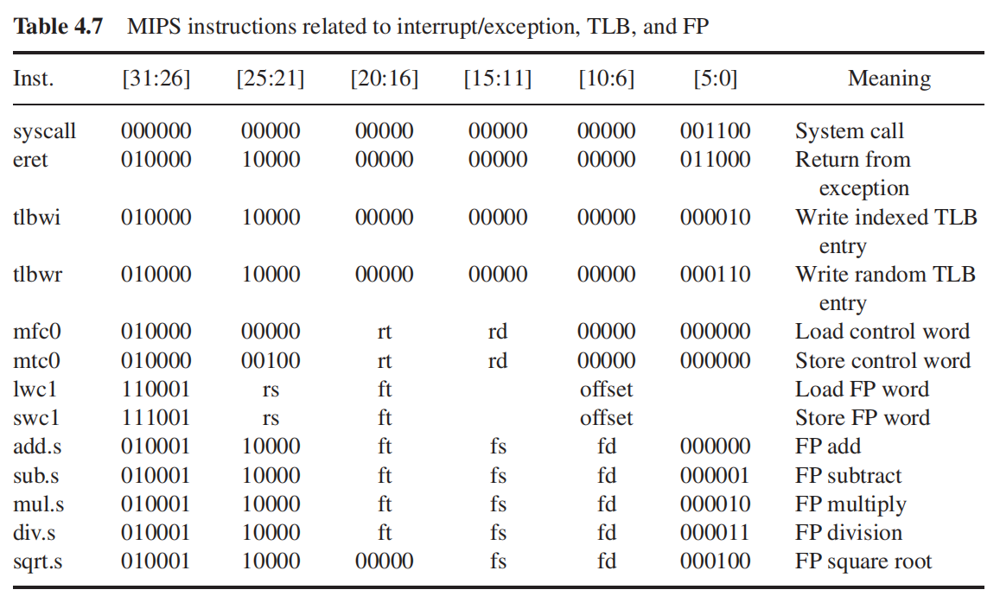 Table 4.7 MIPS instructions related to interrupt/exception, TLB, and FP
Inst. [31:26] [25:21] [20:16] [15:11] [10:6] [5:0] Meaning
syscall 000000 00000 00000 00000 00000 001100 System call
eret 010000 10000 00000 00000 00000 011000 Return from
exception
tlbwi 010000 10000 00000 00000 00000 000010 Write indexed TLB
entry
tlbwr 010000 10000 00000 00000 00000 000110 Write random TLB
entry
mfc0 010000 00000 rt rd 00000 000000 Load control word
mtc0 010000 00100 rt rd 00000 000000 Store control word
lwc1 110001 rs ft offset Load FP word
swc1 111001 rs ft offset Store FP word
add.s 010001 10000 ft fs fd 000000 FP add
sub.s 010001 10000 ft fs fd 000001 FP subtract
mul.s 010001 10000 ft fs fd 000010 FP multiply
div.s 010001 10000 ft fs fd 000011 FP division
sqrt.s 010001 10000 00000 fs fd 000100 FP square root